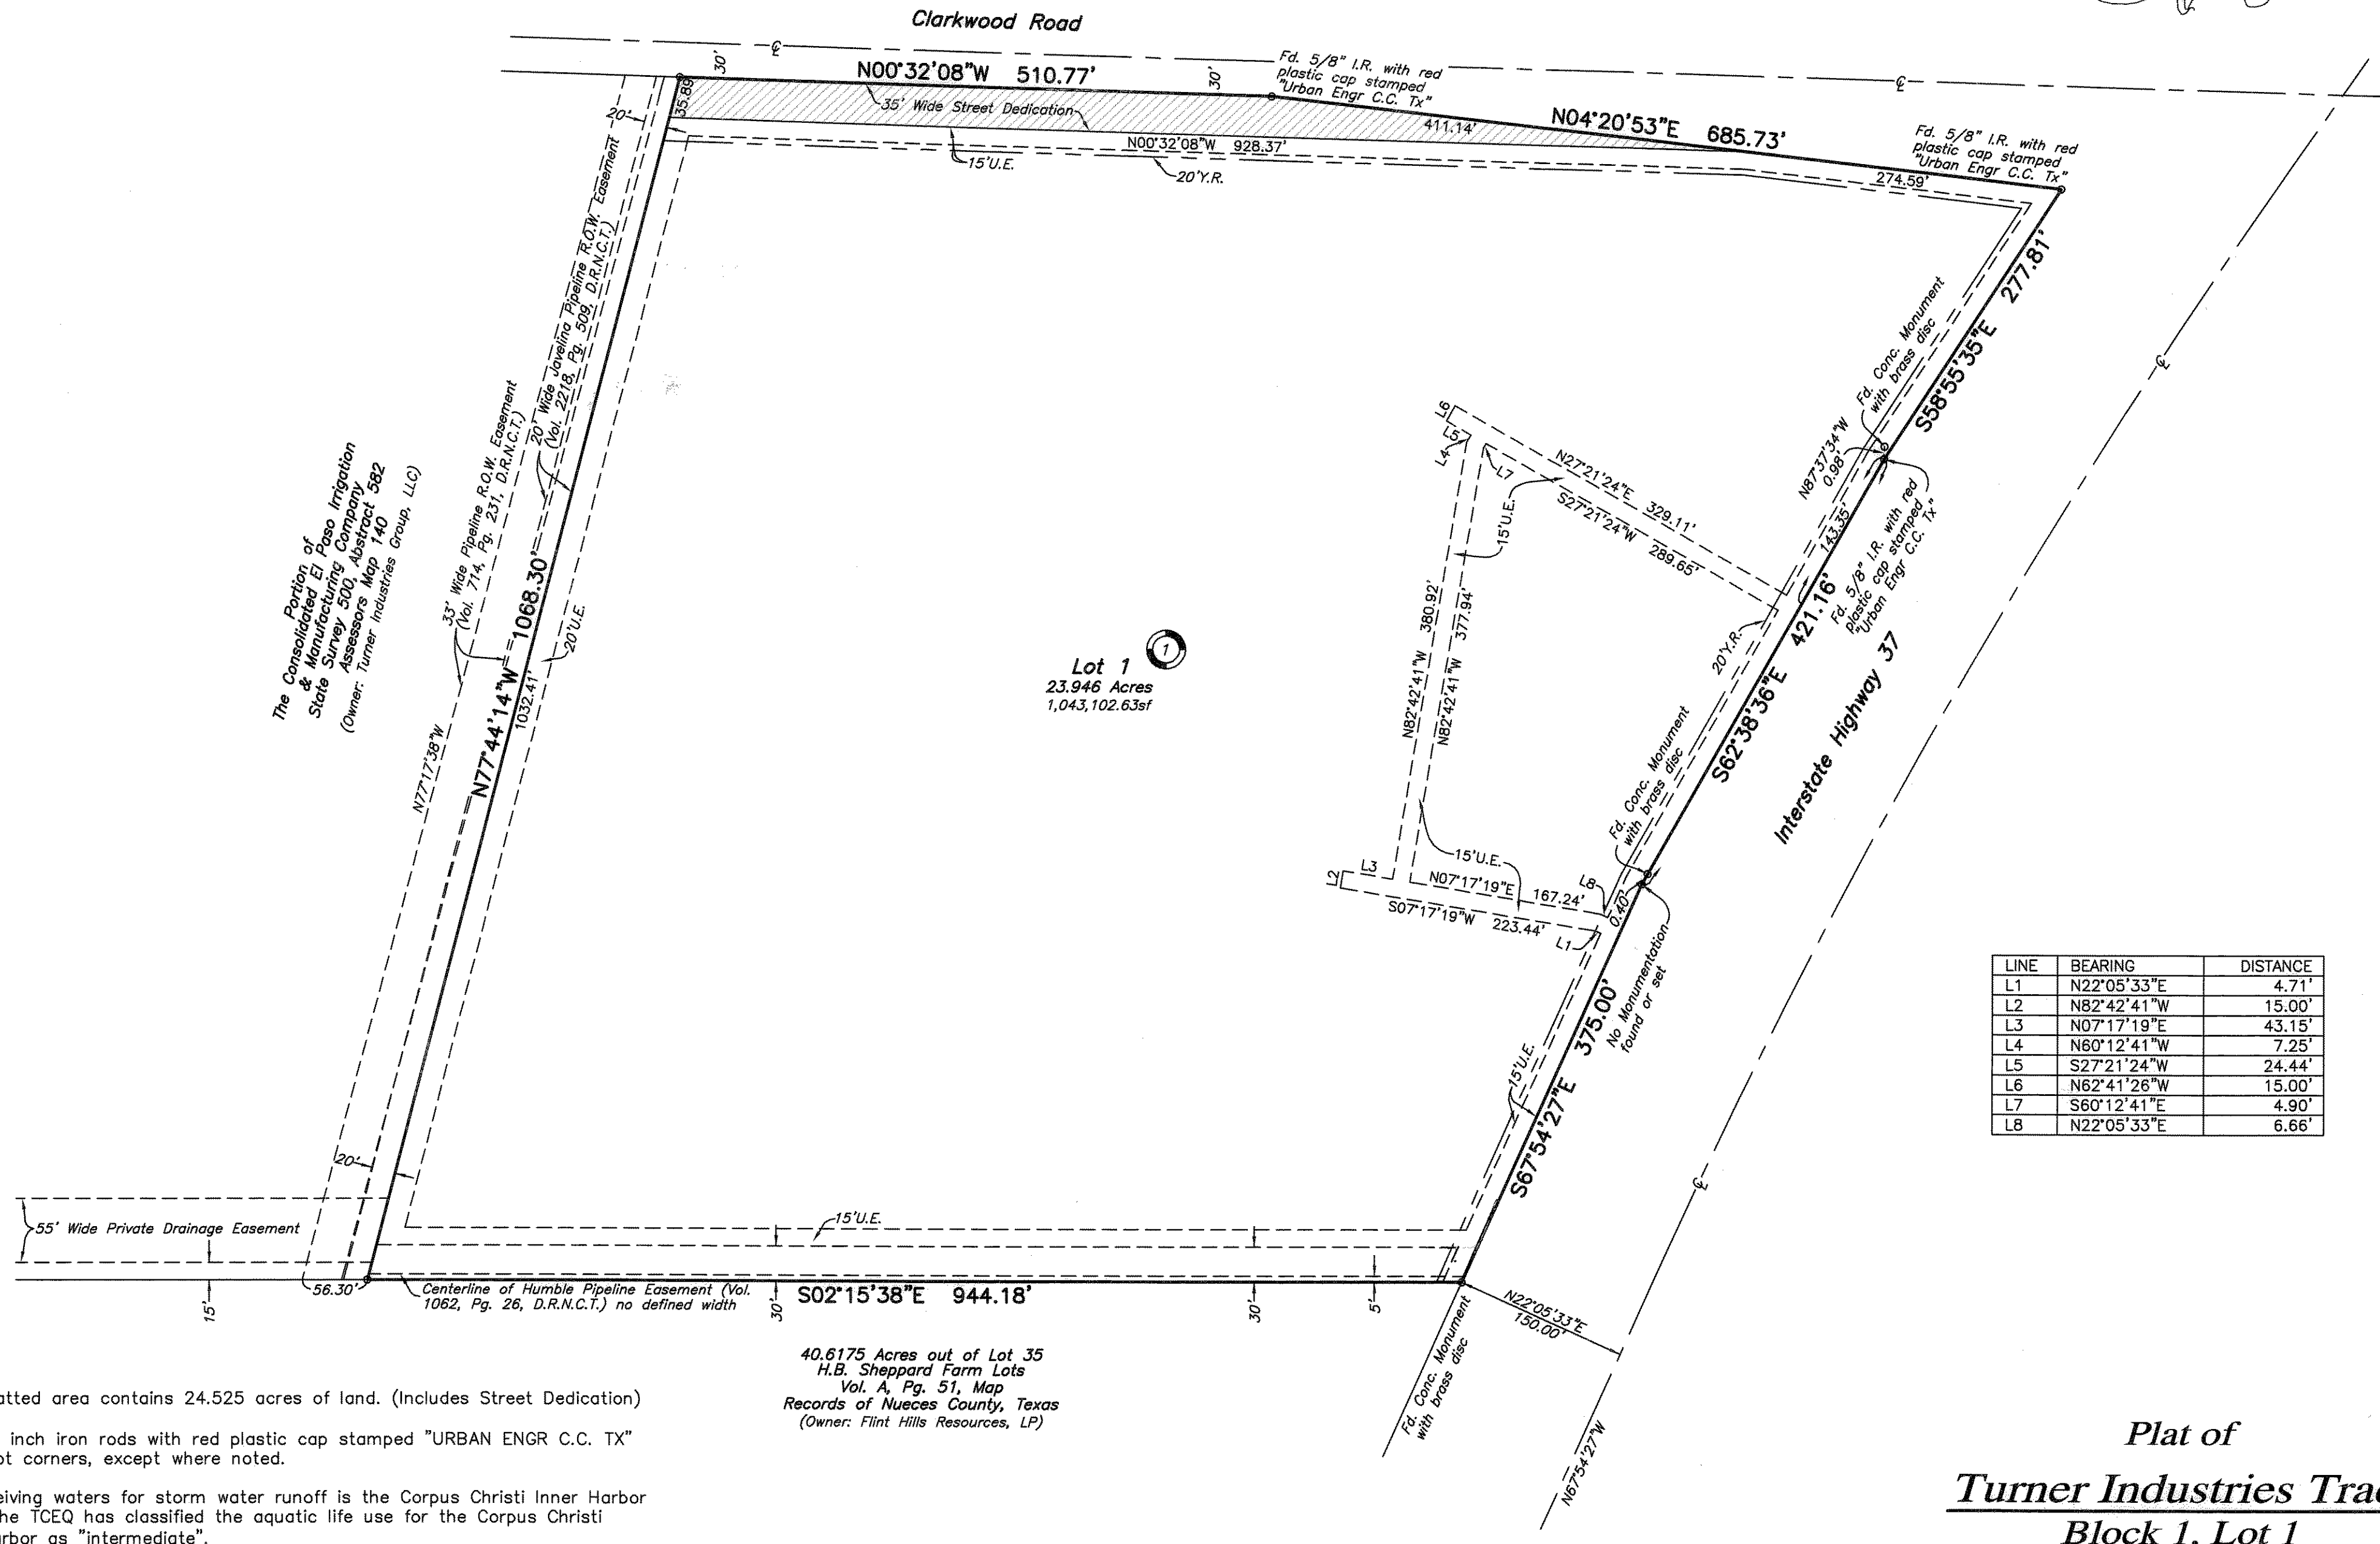 Clarkwood Road
30'
N00°32'08"W 510.77'
30'
Fd. 5/8" I.R. with red
plastic cap stamped
"Urban Engr C.C. Tx"
35.89'
35' Wide Street Dedication
411.14'
N04°20'53"E 685.73'
Fd. 5/8" I.R. with red
plastic cap stamped
"Urban Engr C.C. Tx"
20'
N00°32'08"W 928.37'
15'U.E.
20'Y.R.
274.59'
20' Wide Javelina Pipeline R.O.W. Easement
(Vol. 2218, Pg. 509, D.R.N.C.T.)
33' Wide Pipeline R.O.W. Easement
(Vol. 714, Pg. 231, D.R.N.C.T.)
Portion of
The Consolidated El Paso Irrigation
& Manufacturing Company
State Survey 500, Abstract 582
Assessors Map 140
(Owner: Turner Industries Group, LLC)
N77°17'38"W
N77°44'14"W 1068.30'
1032.41'
20'U.E.
S58°55'35"E 277.81'
Fd. Conc. Monument
with brass disc
N87°37'34"W
0.98'
Fd. 5/8" I.R. with red
plastic cap stamped
"Urban Engr C.C. Tx"
143.35'
L6
L5
L4
L7
N27°21'24"E 329.11'
S27°21'24"W 289.65'
15'U.E.
N82°42'41"W 380.92'
N82°42'41"W 377.94'
20'Y.R.
S62°38'36"E 421.16'
Interstate Highway 37
Lot 1
1
23.946 Acres
1,043,102.63sf
Fd. Conc. Monument
with brass disc
15'U.E.
L3
L2
N07°17'19"E 167.24'
L8
S07°17'19"W 223.44'
L1
0.40'
No Monumentation
found or set
S67°54'27"E 375.00'
15'U.E.
LINE BEARING DISTANCE
L1 N22°05'33"E 4.71'
L2 N82°42'41"W 15.00'
L3 N07°17'19"E 43.15'
L4 N60°12'41"W 7.25'
L5 S27°21'24"W 24.44'
L6 N62°41'26"W 15.00'
L7 S60°12'41"E 4.90'
L8 N22°05'33"E 6.66'
20'
55' Wide Private Drainage Easement
15'U.E.
56.30'
15'
Centerline of Humble Pipeline Easement (Vol.
1062, Pg. 26, D.R.N.C.T.) no defined width
30'
S02°15'38"E 944.18'
30'
5'
N22°05'33"E
150.00'
Fd. Conc. Monument
with brass disc
N67°54'27"W
40.6175 Acres out of Lot 35
H.B. Sheppard Farm Lots
Vol. A, Pg. 51, Map
Records of Nueces County, Texas
(Owner: Flint Hills Resources, LP)
atted area contains 24.525 acres of land. (Includes Street Dedication)
inch iron rods with red plastic cap stamped "URBAN ENGR C.C. TX"
ot corners, except where noted.
eiving waters for storm water runoff is the Corpus Christi Inner Harbor
he TCEQ has classified the aquatic life use for the Corpus Christi
arbor as "intermediate".
Plat of
Turner Industries Trac
Block 1, Lot 1